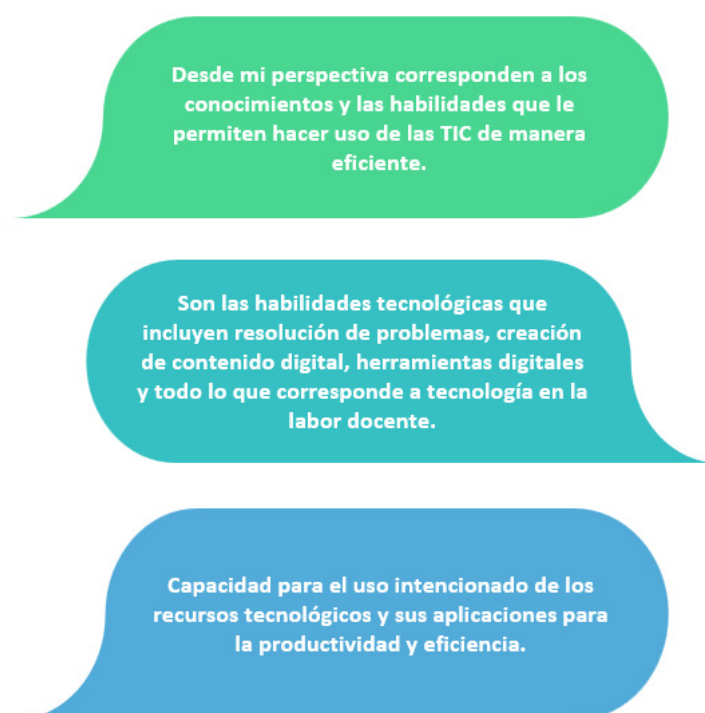 Desde mi perspectiva corresponden a los
conocimientos y las habilidades que le
permiten hacer uso de las TIC de manera
eficiente.
Son las habilidades tecnológicas que
incluyen resolución de problemas, creación
de contenido digital, herramientas digitales
y todo lo que corresponde a tecnología en la
labor docente.
Capacidad para el uso intencionado de los
recursos tecnológicos y sus aplicaciones para
la productividad y eficiencia.